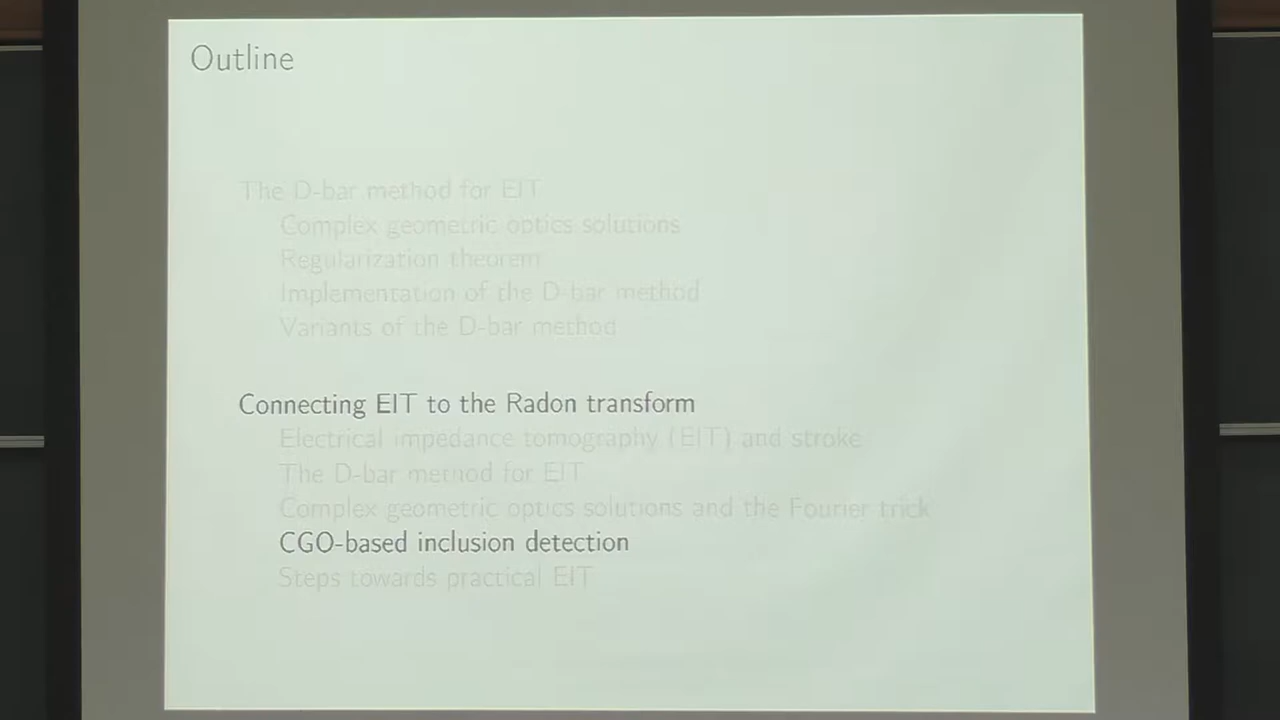 Outline
The D-bar method for EIT
Complex geometric optics solutions
Regularization theorem
Implementation of the D-bar method
Variants of the D-bar method
Connecting EIT to the Radon transform
Electrical impedance tomography (EIT) and stroke
The D-bar method for EIT
Complex geometric optics solutions and the Fourier trick
CGO-based inclusion detection
Steps towards practical EIT